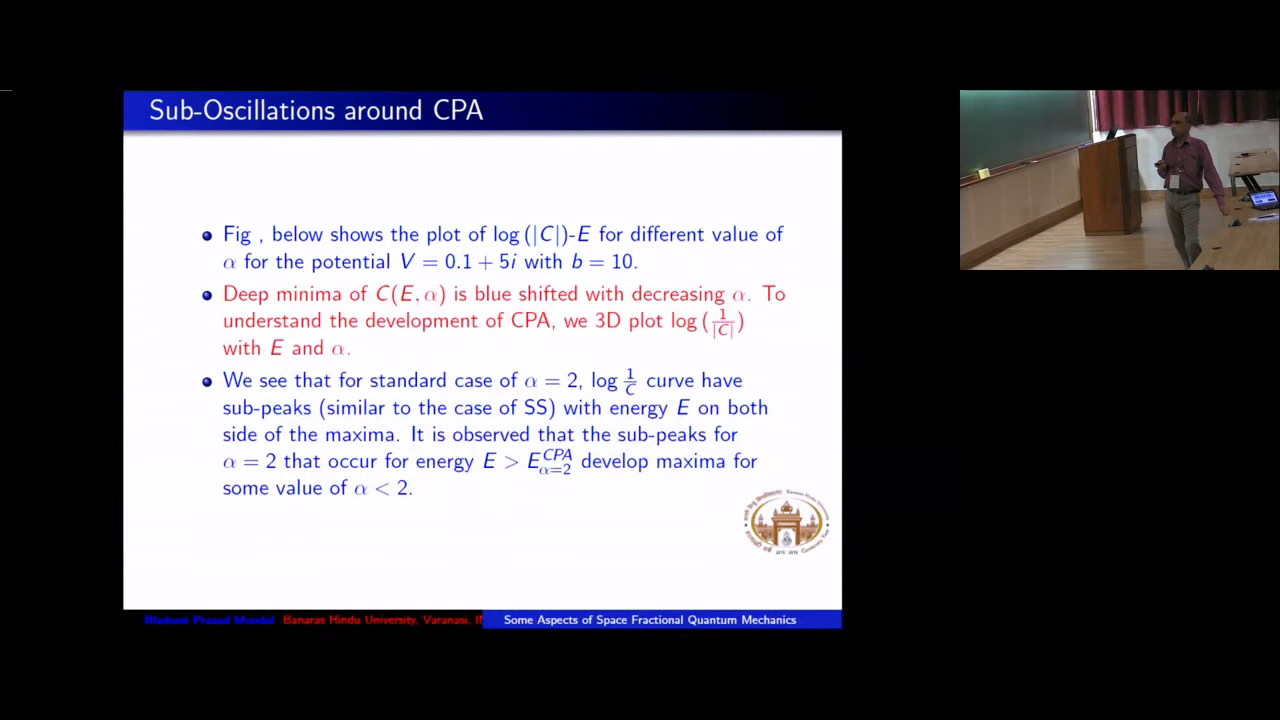 Sub-Oscillations around CPA
Fig , below shows the plot of log (|C|)-E for different value of
α for the potential V = 0.1 + 5i with b = 10.
Deep minima of C(E, α) is blue shifted with decreasing α. To
understand the development of CPA, we 3D plot log (1/|C|)
with E and α.
We see that for standard case of α = 2, log 1/C curve have
sub-peaks (similar to the case of SS) with energy E on both
side of the maxima. It is observed that the sub-peaks for
α = 2 that occur for energy E > E^{CPA}_{α=2} develop maxima for
some value of α < 2.
Bhabani Prasad Mandal Banaras Hindu University, Varanasi, IN Some Aspects of Space Fractional Quantum Mechanics